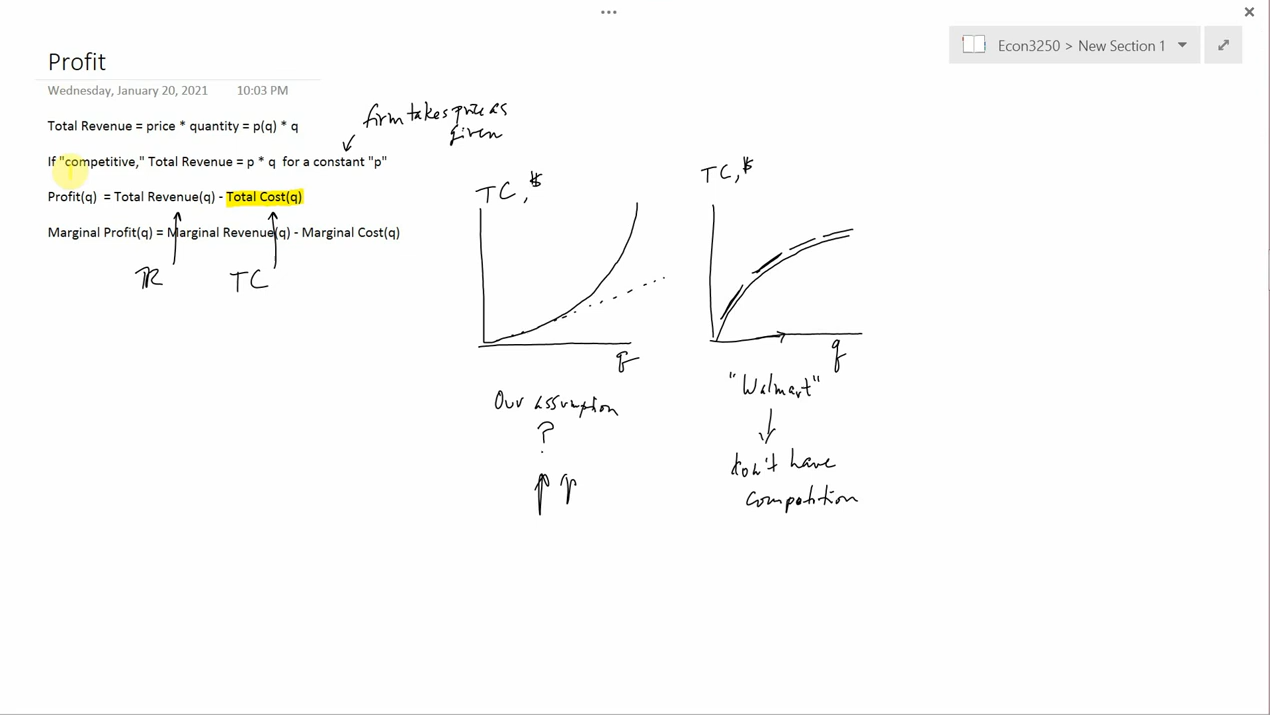 Econ3250 > New Section 1
Profit
Wednesday, January 20, 2021 10:03 PM
Total Revenue = price * quantity = p(q) * q
firm takes price as
given
If "competitive," Total Revenue = p * q for a constant "p"
Profit(q) = Total Revenue(q) - Total Cost(q)
Marginal Profit(q) = Marginal Revenue(q) - Marginal Cost(q)
TR
TC
TC, $
q
Our assumption
?
TC, $
q
"Walmart"
don't have
competition